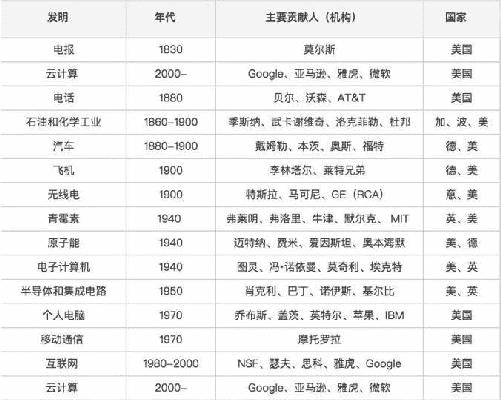 发明 年代 主要贡献人（机构） 国家
电报 1830 莫尔斯 美国
云计算 2000- Google、亚马逊、雅虎、微软 美国
电话 1880 贝尔、沃森、AT&T 美国
石油和化学工业 1860-1900 季斯纳、武卡谢维奇、洛克菲勒、杜邦 加、波、美
汽车 1880-1900 戴姆勒、本茨、奥斯、福特 德、美
飞机 1900 李林塔尔、莱特兄弟 德、美
无线电 1900 特斯拉、马可尼、GE（RCA） 意、美
青霉素 1940 弗莱明、弗洛里、牛津、默尔克、MIT 英、美
原子能 1940 迈特纳、费米、爱因斯坦、奥本海默 美、德
电子计算机 1940 图灵、冯·诺依曼、莫奇利、埃克特 美、英
半导体和集成电路 1950 肖克利、巴丁、诺伊斯、基尔比 美、英
个人电脑 1970 乔布斯、盖茨、英特尔、苹果、IBM 美国
移动通信 1970 摩托罗拉 美国
互联网 1980-2000 NSF、瑟夫、思科、雅虎、Google 美国
云计算 2000- Google、亚马逊、雅虎、微软 美国